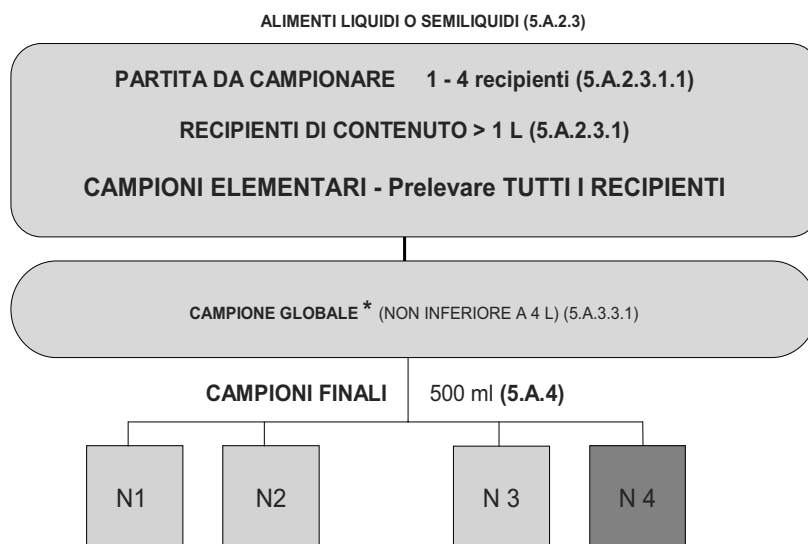 ALIMENTI LIQUIDI O SEMILIQUIDI (5.A.2.3)
PARTITA DA CAMPIONARE 1 - 4 recipienti (5.A.2.3.1.1)
RECIPIENTI DI CONTENUTO > 1 L (5.A.2.3.1)
CAMPIONI ELEMENTARI - Prelevare TUTTI I RECIPIENTI
CAMPIONE GLOBALE * (NON INFERIORE A 4 L) (5.A.3.3.1)
CAMPIONI FINALI 500 ml (5.A.4)
N1 N2 N 3 N 4